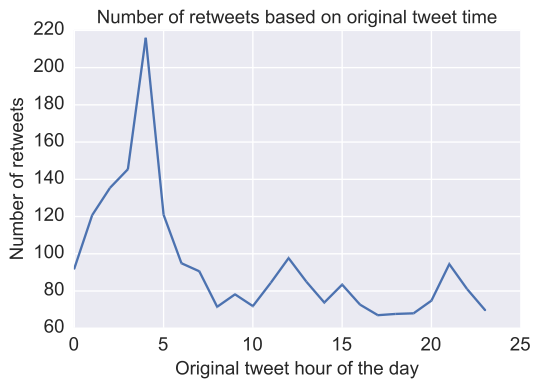 Number of retweets based on original tweet time
220
200
180
160
140
120
100
80
60
Number of retweets
0 5 10 15 20 25
Original tweet hour of the day